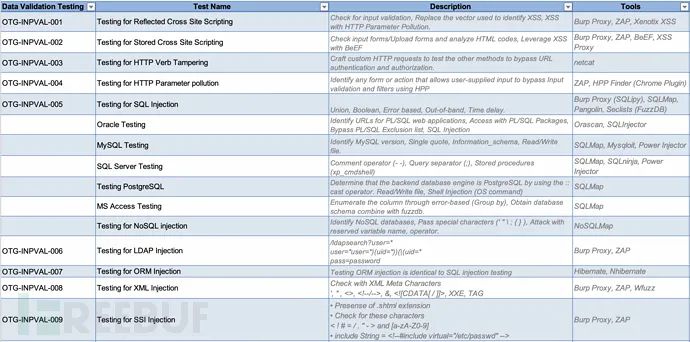 Data Validation Testing Test Name Description Tools
OTG-INPVAL-001 Testing for Reflected Cross Site Scripting Check for input validation, Replace the vector used to identify XSS, XSS Burp Proxy, ZAP, Xenotix XSS
with HTTP Parameter Pollution.
OTG-INPVAL-002 Testing for Stored Cross Site Scripting Check input forms/Upload forms and analyze HTML codes, Leverage XSS Burp Proxy, ZAP, BeEF, XSS
with BeEF Proxy
OTG-INPVAL-003 Testing for HTTP Verb Tampering Craft custom HTTP requests to test the other methods to bypass URL netcat
authentication and authorization.
OTG-INPVAL-004 Testing for HTTP Parameter pollution Identify any form or action that allows user-supplied input to bypass Input ZAP, HPP Finder (Chrome Plugin)
validation and filters using HPP
OTG-INPVAL-005 Testing for SQL Injection Union, Boolean, Error based, Out-of-band, Time delay. Burp Proxy (SQLipy), SQLMap,
Pangolin, Seclists (FuzzDB)
Oracle Testing Identify URLs for PL/SQL web applications, Access with PL/SQL Packages, Orascan, SQLInjector
Bypass PL/SQL Exclusion list, SQL Injection
MySQL Testing Identify MySQL version, Single quote, Information_schema, Read/Write SQLMap, Mysqloit, Power Injector
file.
SQL Server Testing Comment operator (- -), Query separator (;), Stored procedures SQLMap, SQLninja, Power
(xp_cmdshell) Injector
Testing PostgreSQL Determine that the backend database engine is PostgreSQL by using the :: SQLMap
cast operator. Read/Write file, Shell Injection (OS command)
MS Access Testing Enumerate the column through error-based (Group by), Obtain database SQLMap
schema combine with fuzzdb.
Testing for NoSQL injection Identify NoSQL databases, Pass special characters (' " \ ; { } ), Attack with NoSQLMap
reserved variable name, operator.
OTG-INPVAL-006 Testing for LDAP Injection /ldapsearch?user=* Burp Proxy, ZAP
user=*user=*)(uid=*))(|(uid=*
pass=password
OTG-INPVAL-007 Testing for ORM Injection Testing ORM injection is identical to SQL injection testing Hibernate, Nhibernate
OTG-INPVAL-008 Testing for XML Injection Check with XML Meta Characters Burp Proxy, ZAP, Wfuzz
', " , <>, <!--/-->, &, <![CDATA[ / ]]>, XXE, TAG
OTG-INPVAL-009 Testing for SSI Injection • Presense of .shtml extension Burp Proxy, ZAP
• Check for these characters
< ! # = / . " - > and [a-zA-Z0-9]
• include String = <!--#include virtual="/etc/passwd" -->
REEBUF